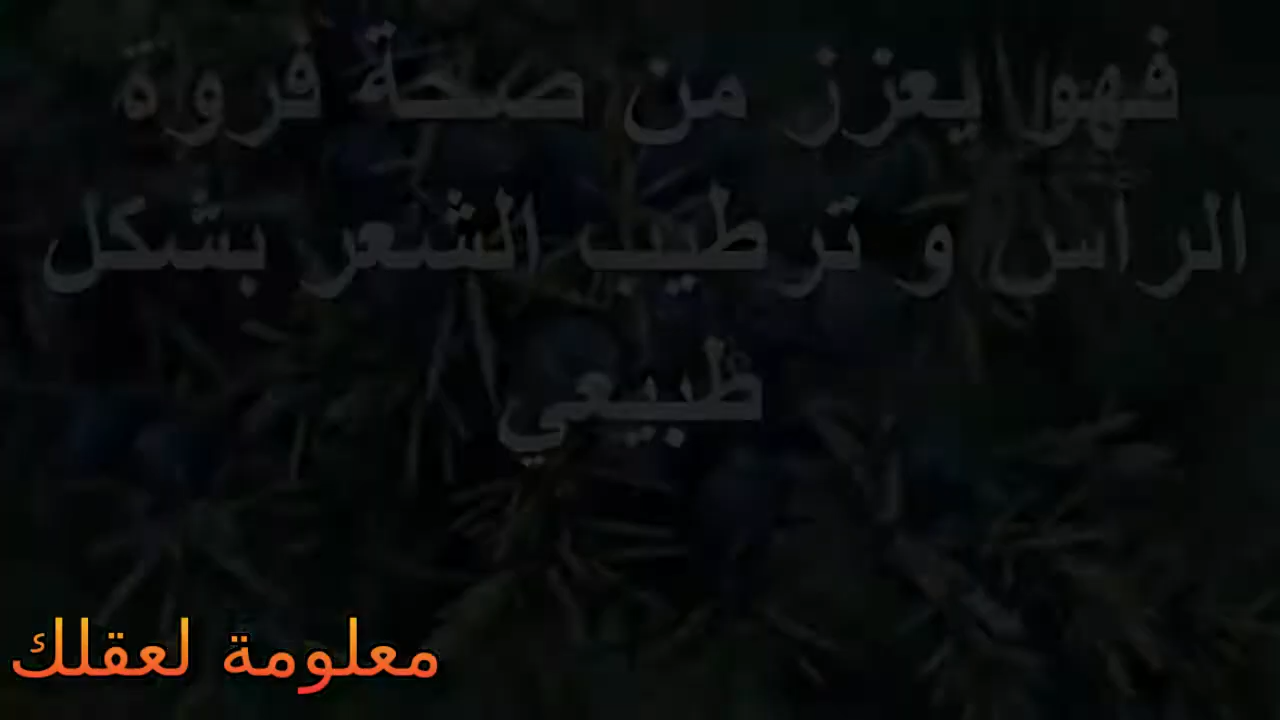 فهو يعزز من صحة فروة
الرأس و ترطيب الشعر بشكل
طبيعي
معلومة لعقلك